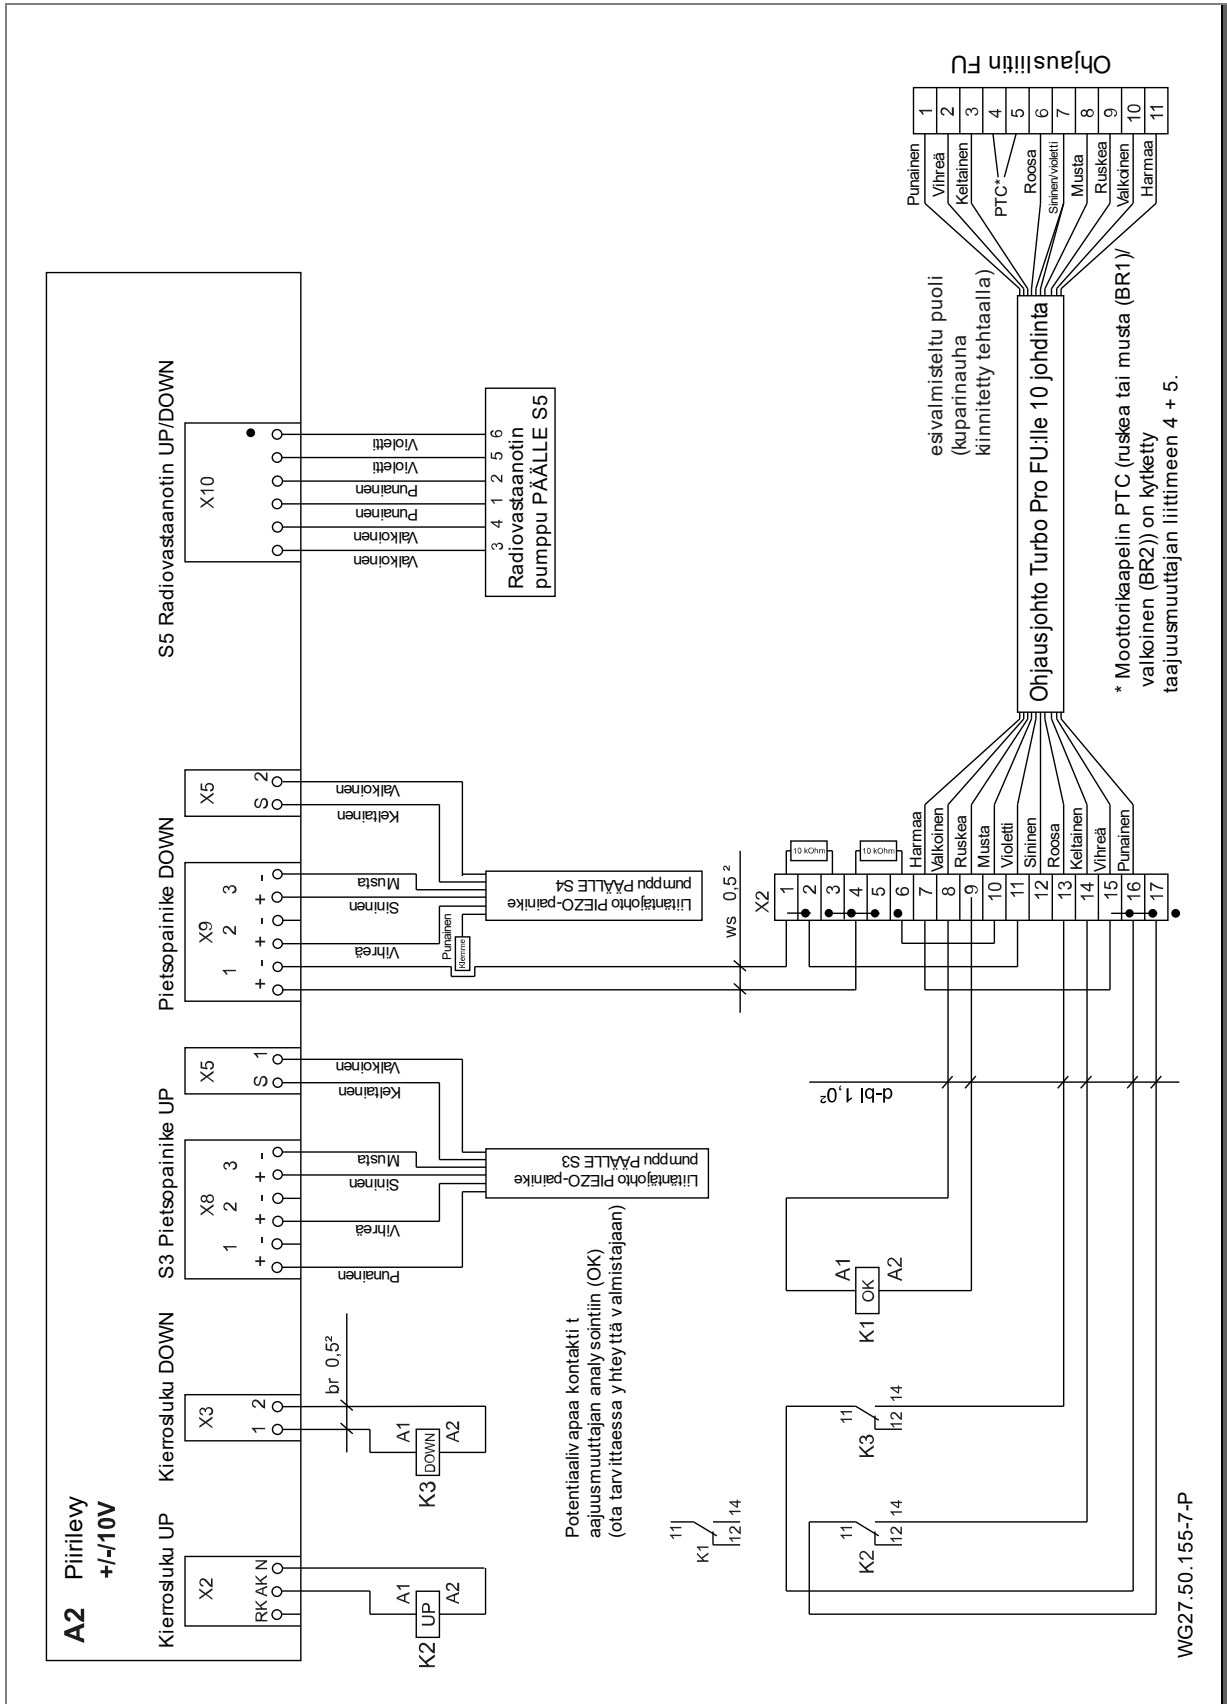 A2 Piirilevy
+/-/10V
Kierrosluku UP
Kierrosluku DOWN
S3 Pietsopainike UP
Pietsopainike DOWN
S5 Radiovastaanotin UP/DOWN
X2
RK AK N
X3
1 2
X8
1 2 3
+ - + - + -
X5
S 1
X9
1 2 3
+ - + - + -
X5
S 2
X10
br 0,5²
K2
UP
A1
A2
K3
DOWN
A1
A2
Punainen
Vihreä
Sininen
Musta
Keltainen
Valkoinen
Liitäntäjohto PIEZO-painike
pumppu PÄÄLLE S3
Vihreä
Sininen
Musta
Keltainen
Valkoinen
Punainen
Klemme
Liitäntäjohto PIEZO-painike
pumppu PÄÄLLE S4
Valkoinen
Valkoinen
Punainen
Punainen
Violetti
Violetti
3 4 1 2 5 6
Radiovastaanotin
pumppu PÄÄLLE S5
Potentiaalivapaa kontakti t
aajuusmuuttajan analysointiin (OK)
(ota tarvittaessa yhteyttä valmistajaan)
K1
11
12 14
ws 0,5²
d-bl 1,0²
K2
11
12 14
K3
11
12 14
K1
OK
A1
A2
X2
10 kOhm
10 kOhm
1
2
3
4
5
6
7
8
9
10
11
12
13
14
15
16
17
Harmaa
Valkoinen
Ruskea
Musta
Violetti
Sininen
Roosa
Keltainen
Vihreä
Punainen
Ohjausjohto Turbo Pro FU:lle 10 johdinta
esivalmisteltu puoli
(kuparinauha
kiinnitetty tehtaalla)
Punainen
Vihreä
Keltainen
PTC*
Roosa
Sininen/violetti
Musta
Ruskea
Valkoinen
Harmaa
1
2
3
4
5
6
7
8
9
10
11
Ohjausliitin FU
* Moottorikaapelin PTC (ruskea tai musta (BR1)/
valkoinen (BR2)) on kytketty
taajuusmuuttajan liittimeen 4 + 5.
WG27.50.155-7-P